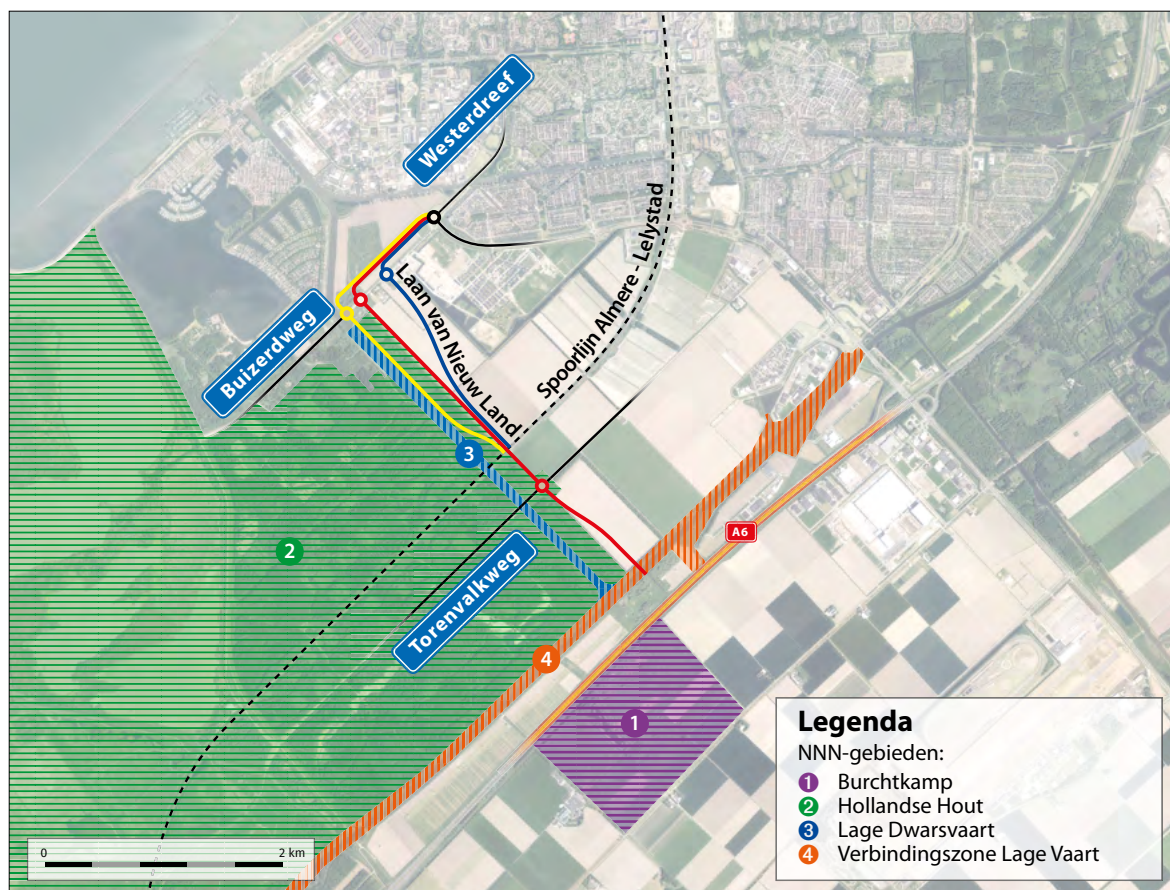 Westerdreef
Spoorlijn Almere - Lelystad
Laan van Nieuw Land
Buizerdweg
3
A6
2
Torenvalkweg
4
1
Legenda
NNN-gebieden:
1 Burchtkamp
2 Hollandse Hout
3 Lage Dwarsvaart
4 Verbindingszone Lage Vaart
0 2 km